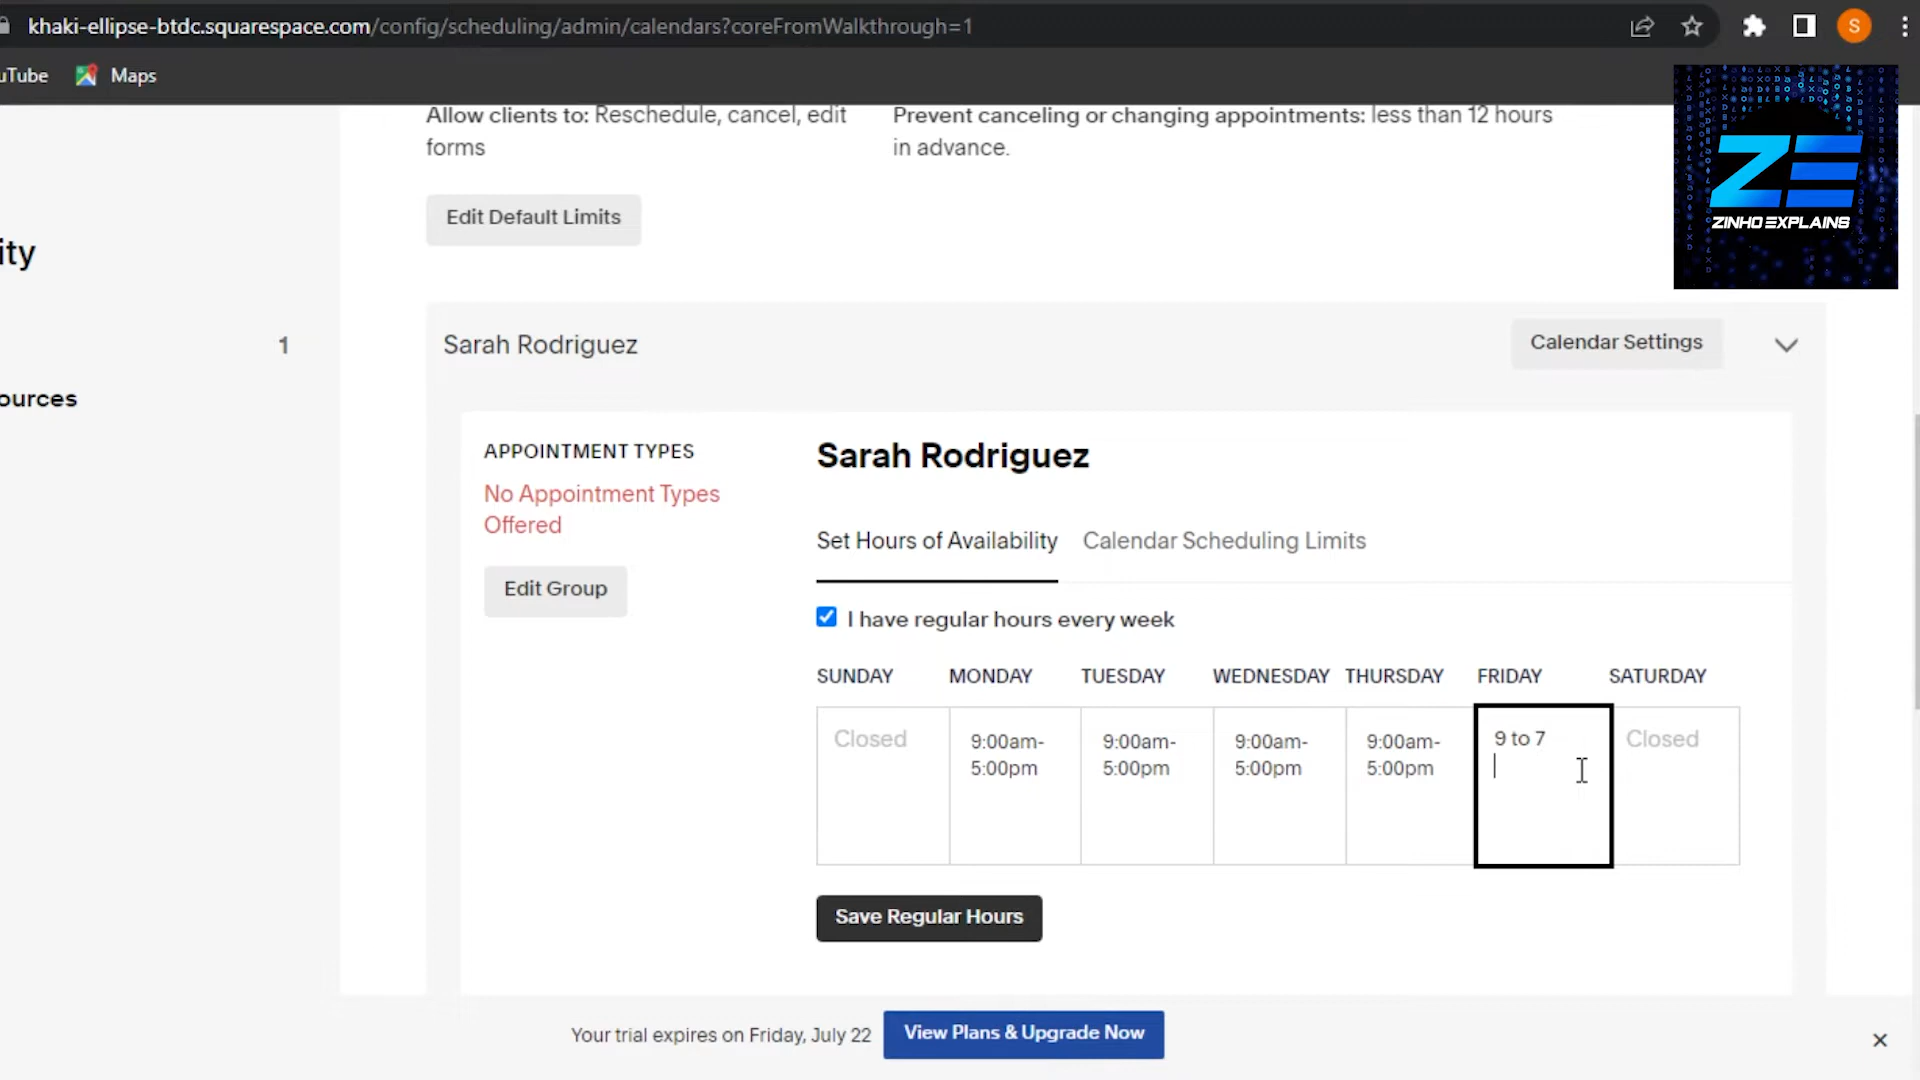 khaki-ellipse-btdc.squarespace.com/config/scheduling/admin/calendars?coreFromWalkthrough=1
S
uTube
Maps
ZE
ZINHO EXPLAINS
Allow clients to: Reschedule, cancel, edit
forms
Prevent canceling or changing appointments: less than 12 hours
in advance.
ity
Edit Default Limits
1
Sarah Rodriguez
Calendar Settings
ources
APPOINTMENT TYPES
No Appointment Types
Offered
Edit Group
Sarah Rodriguez
Set Hours of Availability
Calendar Scheduling Limits
I have regular hours every week
SUNDAY MONDAY TUESDAY WEDNESDAY THURSDAY FRIDAY SATURDAY
Closed
9:00am-
5:00pm
9:00am-
5:00pm
9:00am-
5:00pm
9:00am-
5:00pm
9 to 7
Closed
Save Regular Hours
Your trial expires on Friday, July 22
View Plans & Upgrade Now